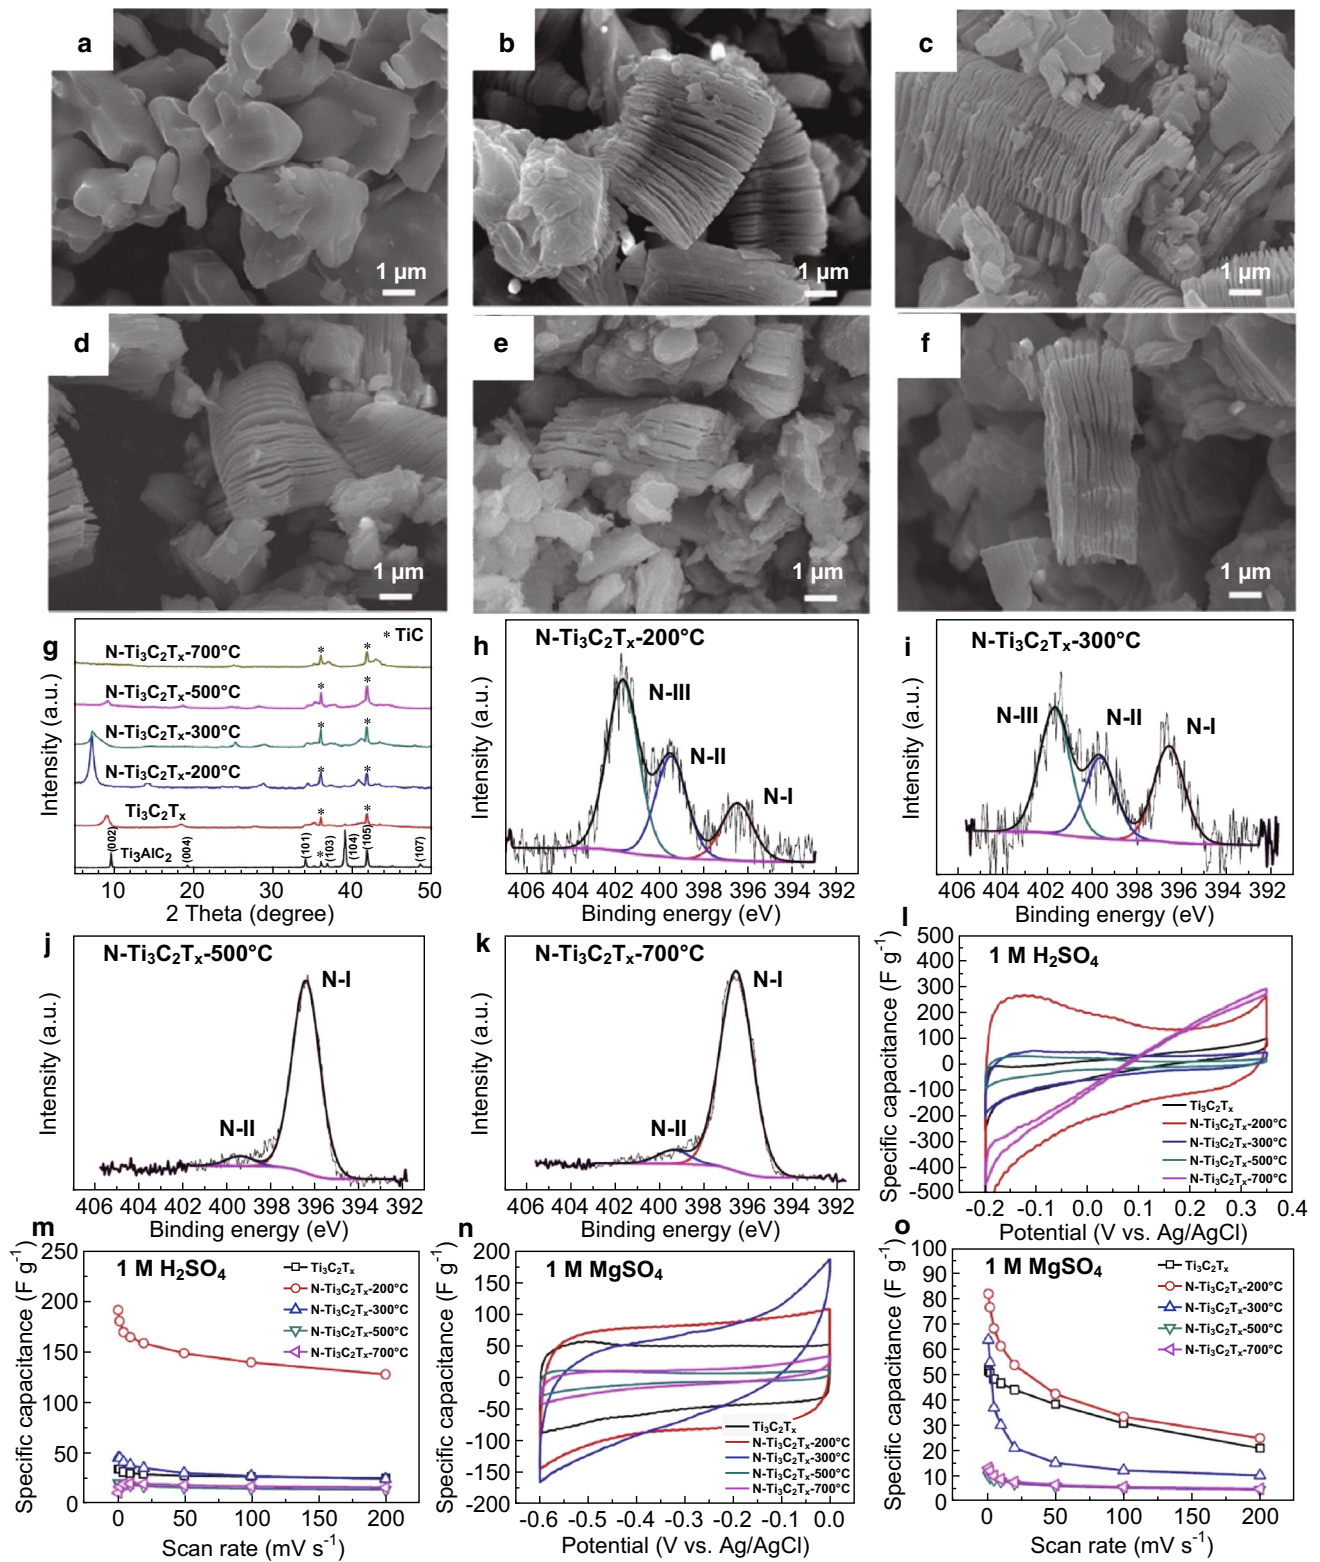 a
b
c
1 μm
1 μm
1 μm
d
e
f
1 μm
1 μm
1 μm
g
* TiC
N-Ti₃C₂Tₓ-700°C
N-Ti₃C₂Tₓ-500°C
N-Ti₃C₂Tₓ-300°C
N-Ti₃C₂Tₓ-200°C
Ti₃C₂Tₓ
Ti₃AlC₂
(002)
(004)
(101)
(103)
(104)
(105)
(107)
* * * * * * * * * * *
Intensity (a.u.)
10 20 30 40 50
2 Theta (degree)
h
N-Ti₃C₂Tₓ-200°C
N-III
N-II
N-I
Intensity (a.u.)
406 404 402 400 398 396 394 392
Binding energy (eV)
i
N-Ti₃C₂Tₓ-300°C
N-III
N-II
N-I
Intensity (a.u.)
406 404 402 400 398 396 394 392
Binding energy (eV)
j
N-Ti₃C₂Tₓ-500°C
N-I
N-II
Intensity (a.u.)
406 404 402 400 398 396 394 392
Binding energy (eV)
k
N-Ti₃C₂Tₓ-700°C
N-I
N-II
Intensity (a.u.)
406 404 402 400 398 396 394 392
Binding energy (eV)
l
1 M H₂SO₄
Specific capacitance (F g⁻¹)
500
400
300
200
100
0
-100
-200
-300
-400
-500
Ti₃C₂Tₓ
N-Ti₃C₂Tₓ-200°C
N-Ti₃C₂Tₓ-300°C
N-Ti₃C₂Tₓ-500°C
N-Ti₃C₂Tₓ-700°C
-0.2 -0.1 0.0 0.1 0.2 0.3 0.4
Potential (V vs. Ag/AgCl)
m
1 M H₂SO₄
Specific capacitance (F g⁻¹)
250
200
150
100
50
0
Ti₃C₂Tₓ
N-Ti₃C₂Tₓ-200°C
N-Ti₃C₂Tₓ-300°C
N-Ti₃C₂Tₓ-500°C
N-Ti₃C₂Tₓ-700°C
0 50 100 150 200
Scan rate (mV s⁻¹)
n
1 M MgSO₄
Specific capacitance (F g⁻¹)
200
150
100
50
0
-50
-100
-150
-200
Ti₃C₂Tₓ
N-Ti₃C₂Tₓ-200°C
N-Ti₃C₂Tₓ-300°C
N-Ti₃C₂Tₓ-500°C
N-Ti₃C₂Tₓ-700°C
-0.6 -0.5 -0.4 -0.3 -0.2 -0.1 0.0
Potential (V vs. Ag/AgCl)
o
1 M MgSO₄
Specific capacitance (F g⁻¹)
100
90
80
70
60
50
40
30
20
10
0
Ti₃C₂Tₓ
N-Ti₃C₂Tₓ-200°C
N-Ti₃C₂Tₓ-300°C
N-Ti₃C₂Tₓ-500°C
N-Ti₃C₂Tₓ-700°C
0 50 100 150 200
Scan rate (mV s⁻¹)